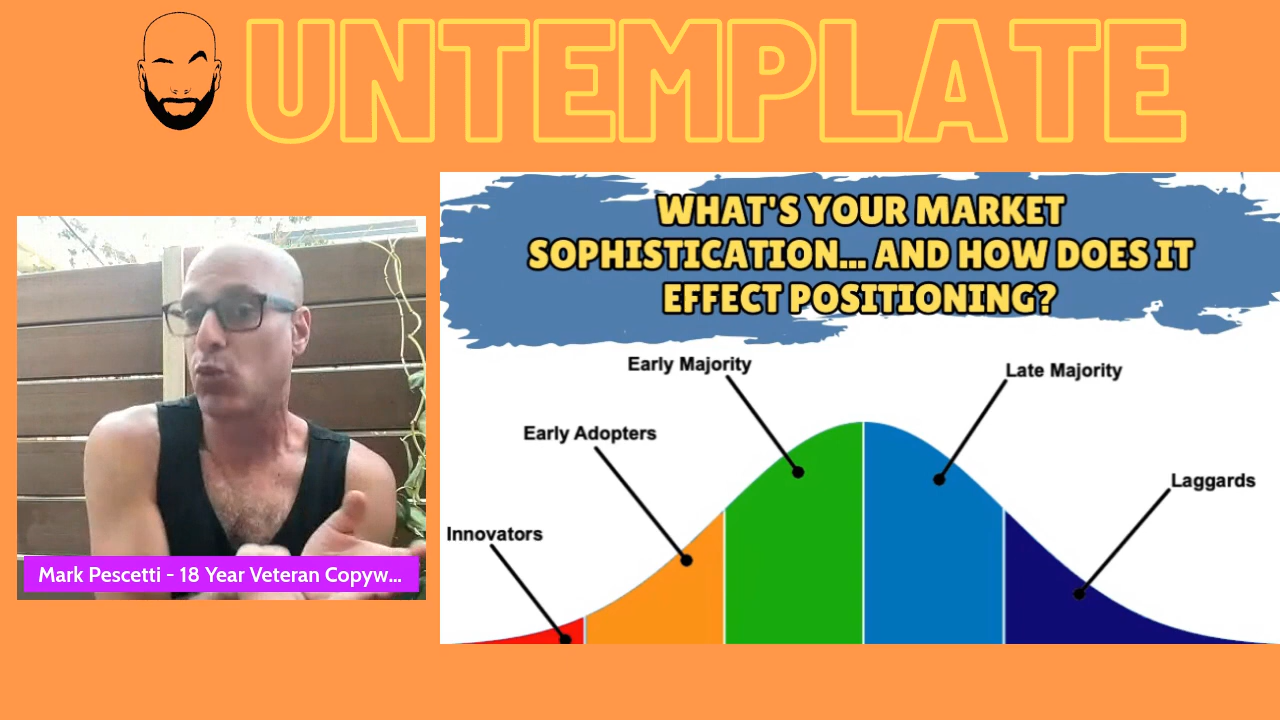 UNTEMPLATE
WHAT'S YOUR MARKET
SOPHISTICATION... AND HOW DOES IT
EFFECT POSITIONING?
Early Majority
Late Majority
Early Adopters
Laggards
Innovators
Mark Pescetti - 18 Year Veteran Copyw...